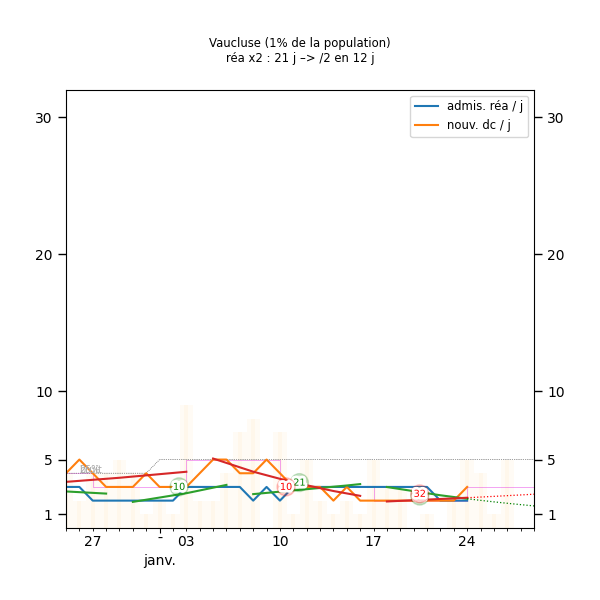 Vaucluse (1% de la population)
réa x2 : 21 j –> /2 en 12 j
admis. réa / j
nouv. dc / j
30 30
20 20
10 10
5 5
1 1
10
10
21
32
27 - 03 10 17 24
janv.